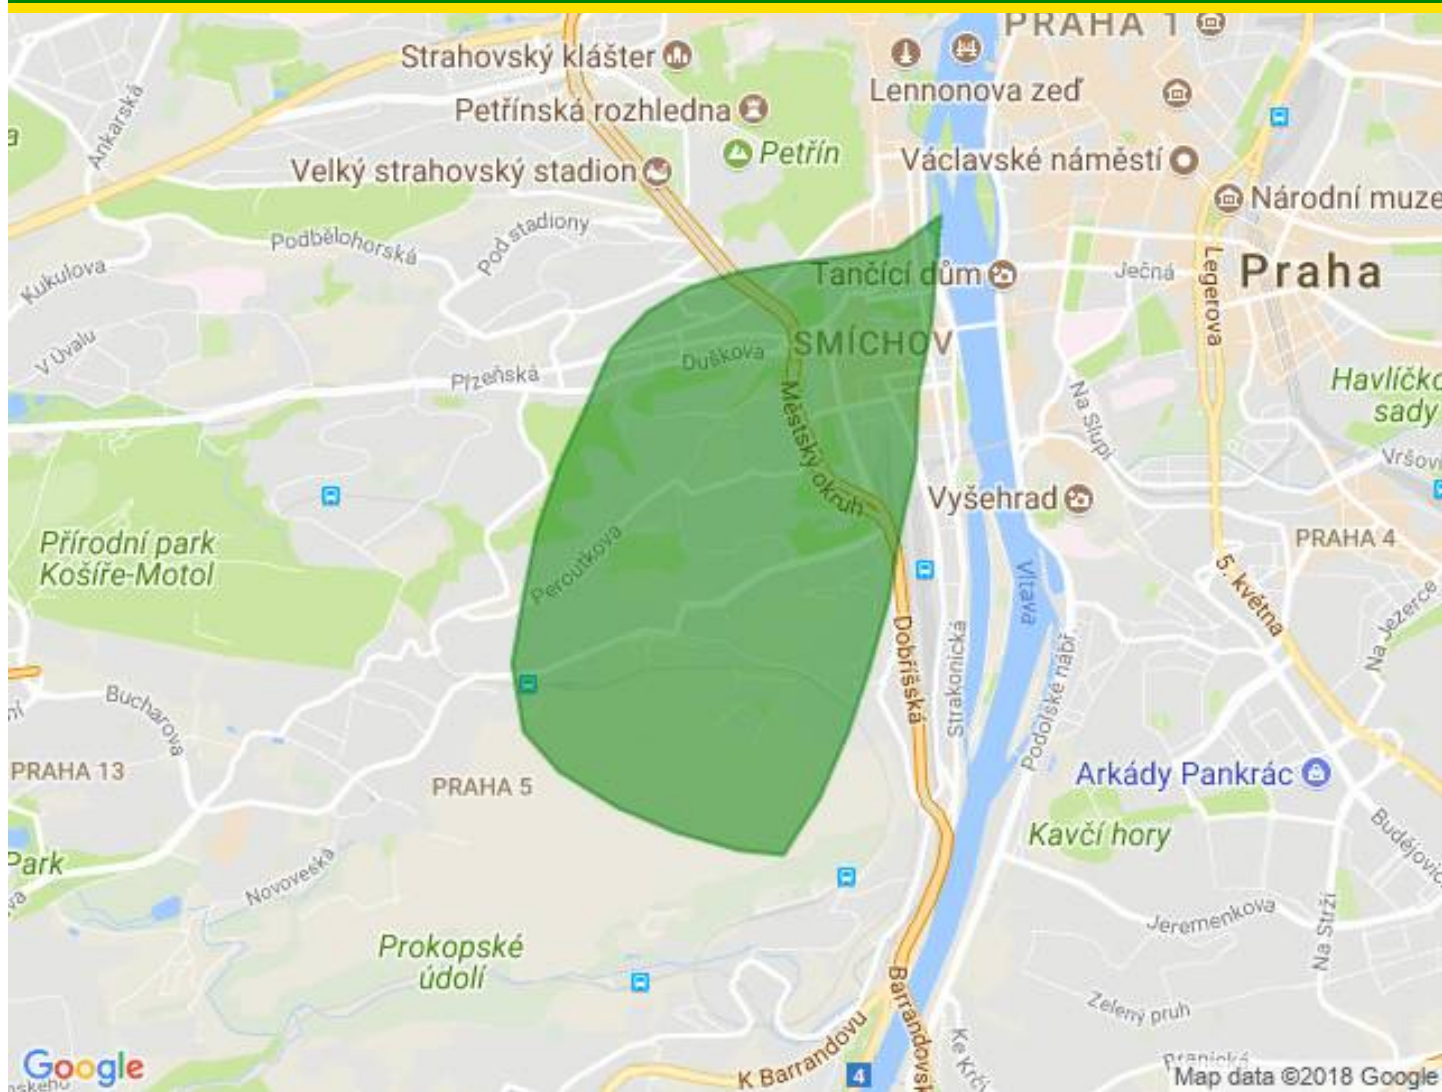 PRAHA 1
Strahovský klášter
Lennonova zeď
Petřínská rozhledna
Ankarská
Petřín
Václavské náměstí
Velký strahovský stadion
Národní muze
Podbělohorská
Pod stadiony
Kukulova
Tančící dům
Ječná
Praha
Legerova
V Úvalu
Duškova
SMÍCHOV
Plzeňská
Havlíčko
sady
Městský okruh
Na Slupi
Vršovi
Vyšehrad
PRAHA 4
Přírodní park
Košíře-Motol
Peroutkova
Vltava
5. května
Na Jezerce
Dobříšská
Strakonická
Podolské nábř.
Bucharova
PRAHA 13
PRAHA 5
Arkády Pankrác
Kavčí hory
Budějovic
Park
Novoveská
Jeremenkova
Na Strži
Prokopské
údolí
Zelený pruh
Barrandovsk
K Barrandovu
Ke Krči
4
Google
Map data ©2018 Google